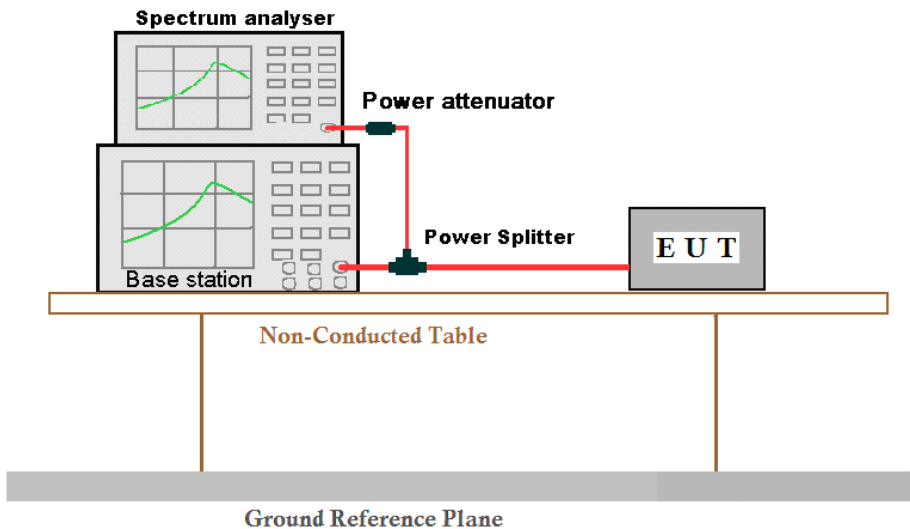 Spectrum analyser
Power attenuator
Power Splitter
E U T
Base station
Non-Conducted Table
Ground Reference Plane